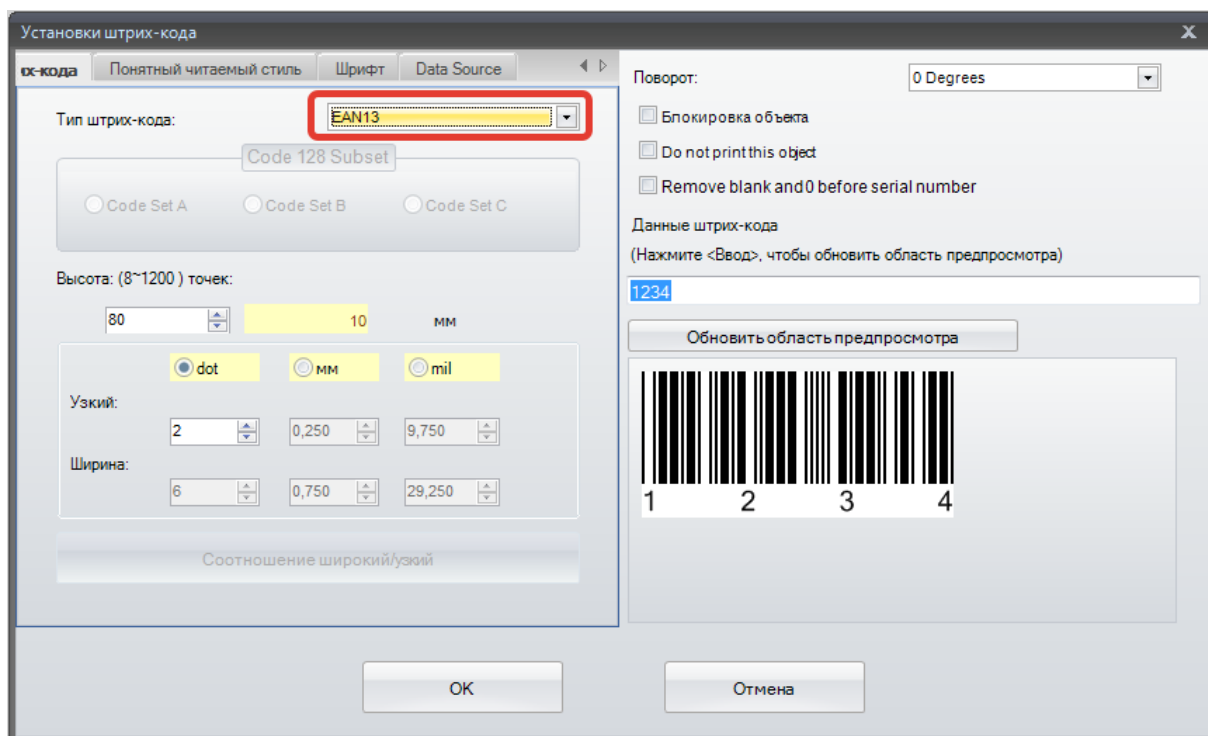 Установки штрих-кода
х-кода Понятный читаемый стиль Шрифт Data Source
Тип штрих-кода: EAN13
Code 128 Subset
Code Set A Code Set B Code Set C
Высота: (8~1200 ) точек:
80 10 мм
dot мм mil
Узкий:
2 0,250 9,750
Ширина:
6 0,750 29,250
Соотношение широкий/узкий
Поворот: 0 Degrees
Блокировка объекта
Do not print this object
Remove blank and 0 before serial number
Данные штрих-кода
(Нажмите <Ввод>, чтобы обновить область предпросмотра)
1234
Обновить область предпросмотра
1 2 3 4
OK Отмена